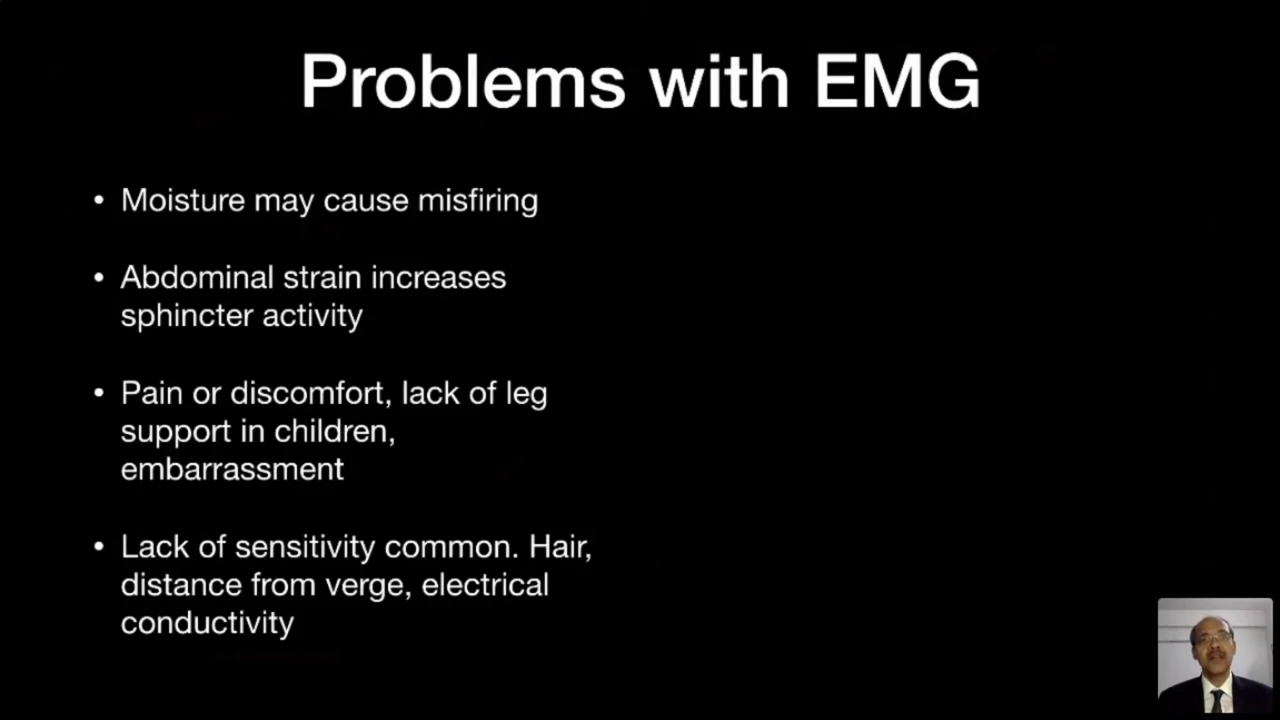 Problems with EMG
• Moisture may cause misfiring
• Abdominal strain increases
sphincter activity
• Pain or discomfort, lack of leg
support in children,
embarrassment
• Lack of sensitivity common. Hair,
distance from verge, electrical
conductivity